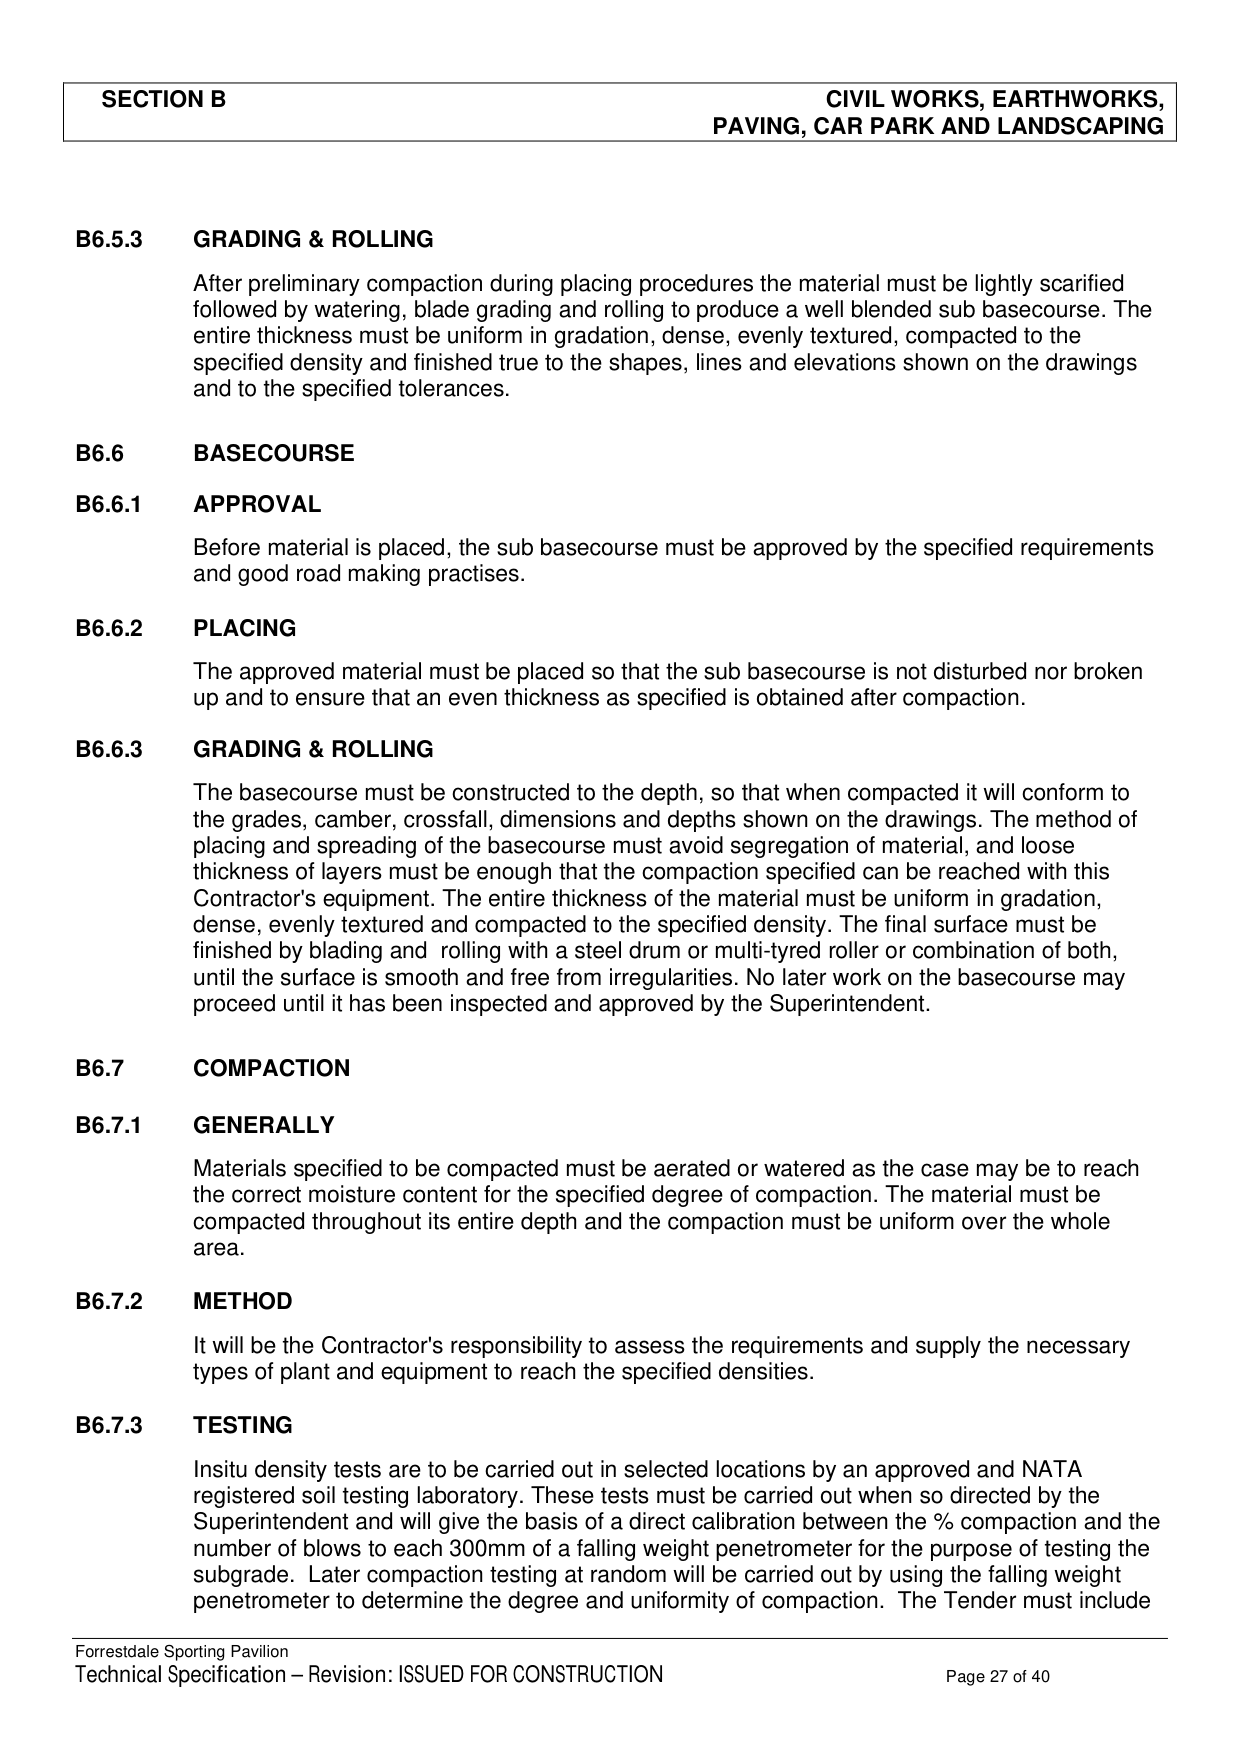 SECTION B CIVIL WORKS, EARTHWORKS,
PAVING, CAR PARK AND LANDSCAPING
B6.5.3 GRADING & ROLLING
After preliminary compaction during placing procedures the material must be lightly scarified
followed by watering, blade grading and rolling to produce a well blended sub basecourse. The
entire thickness must be uniform in gradation, dense, evenly textured, compacted to the
specified density and finished true to the shapes, lines and elevations shown on the drawings
and to the specified tolerances.
B6.6 BASECOURSE
B6.6.1 APPROVAL
Before material is placed, the sub basecourse must be approved by the specified requirements
and good road making practises.
B6.6.2 PLACING
The approved material must be placed so that the sub basecourse is not disturbed nor broken
up and to ensure that an even thickness as specified is obtained after compaction.
B6.6.3 GRADING & ROLLING
The basecourse must be constructed to the depth, so that when compacted it will conform to
the grades, camber, crossfall, dimensions and depths shown on the drawings. The method of
placing and spreading of the basecourse must avoid segregation of material, and loose
thickness of layers must be enough that the compaction specified can be reached with this
Contractor's equipment. The entire thickness of the material must be uniform in gradation,
dense, evenly textured and compacted to the specified density. The final surface must be
finished by blading and  rolling with a steel drum or multi-tyred roller or combination of both,
until the surface is smooth and free from irregularities. No later work on the basecourse may
proceed until it has been inspected and approved by the Superintendent.
B6.7 COMPACTION
B6.7.1 GENERALLY
Materials specified to be compacted must be aerated or watered as the case may be to reach
the correct moisture content for the specified degree of compaction. The material must be
compacted throughout its entire depth and the compaction must be uniform over the whole
area.
B6.7.2 METHOD
It will be the Contractor's responsibility to assess the requirements and supply the necessary
types of plant and equipment to reach the specified densities.
B6.7.3 TESTING
Insitu density tests are to be carried out in selected locations by an approved and NATA
registered soil testing laboratory. These tests must be carried out when so directed by the
Superintendent and will give the basis of a direct calibration between the % compaction and the
number of blows to each 300mm of a falling weight penetrometer for the purpose of testing the
subgrade.  Later compaction testing at random will be carried out by using the falling weight
penetrometer to determine the degree and uniformity of compaction.  The Tender must include
Forrestdale Sporting Pavilion
Technical Specification – Revision: ISSUED FOR CONSTRUCTION Page 27 of 40